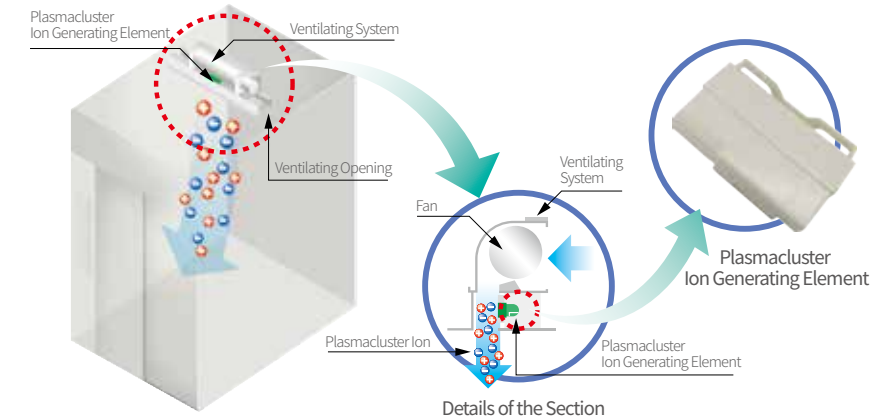 Plasmacluster
Ion Generating Element
Ventilating System
Ventilating Opening
Ventilating
System
Fan
Plasmacluster Ion
Plasmacluster
Ion Generating Element
Details of the Section
Plasmacluster
Ion Generating Element